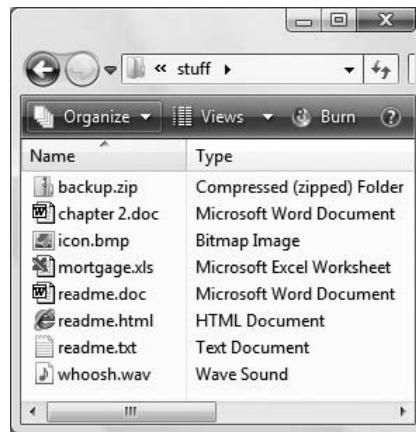 « stuff
Organize Views Burn
Name Type
backup.zip Compressed (zipped) Folder
chapter 2.doc Microsoft Word Document
icon.bmp Bitmap Image
mortgage.xls Microsoft Excel Worksheet
readme.doc Microsoft Word Document
readme.html HTML Document
readme.txt Text Document
whoosh.wav Wave Sound